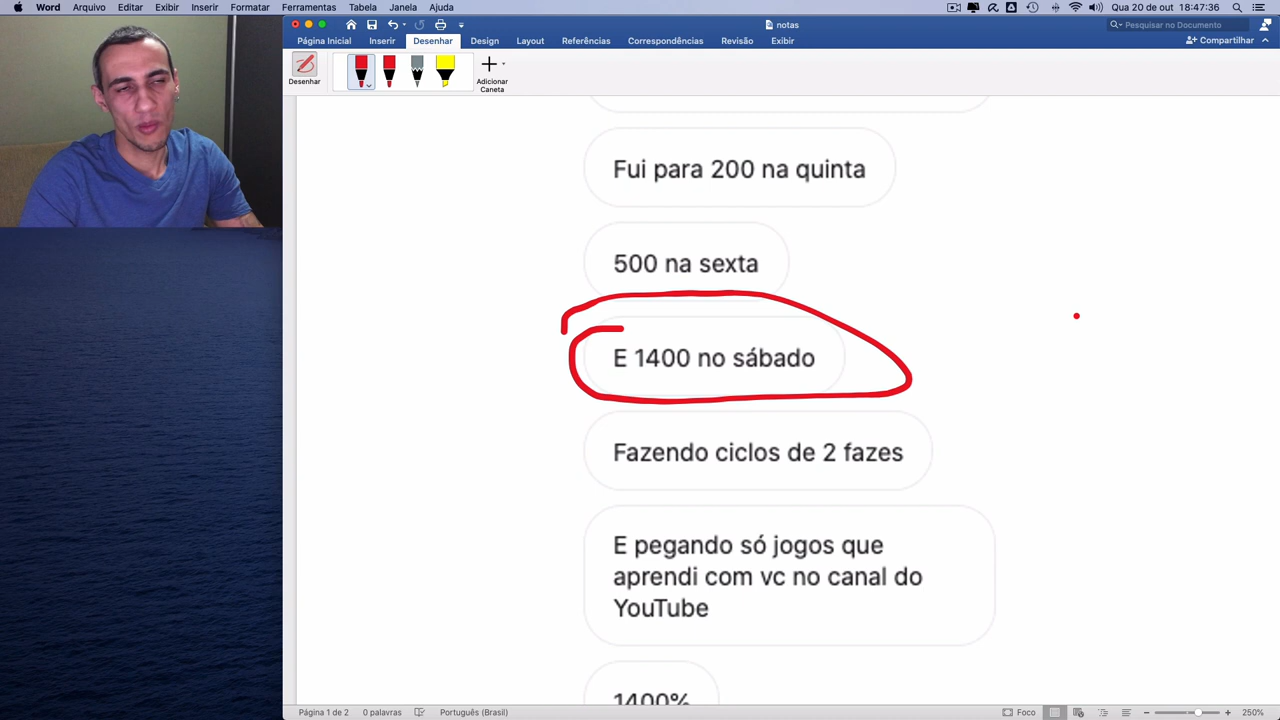 Word Arquivo Editar Exibir Inserir Formatar Ferramentas Tabela Janela Ajuda
Qua 20 de out 18:47:36
notas
Pesquisar no Documento
Página Inicial Inserir Desenhar Design Layout Referências Correspondências Revisão Exibir
Compartilhar
Desenhar
Adicionar
Caneta
Fui para 200 na quinta
500 na sexta
E 1400 no sábado
Fazendo ciclos de 2 fazes
E pegando só jogos que
aprendi com vc no canal do
YouTube
1400%
Página 1 de 2 0 palavras Português (Brasil) Foco 250%